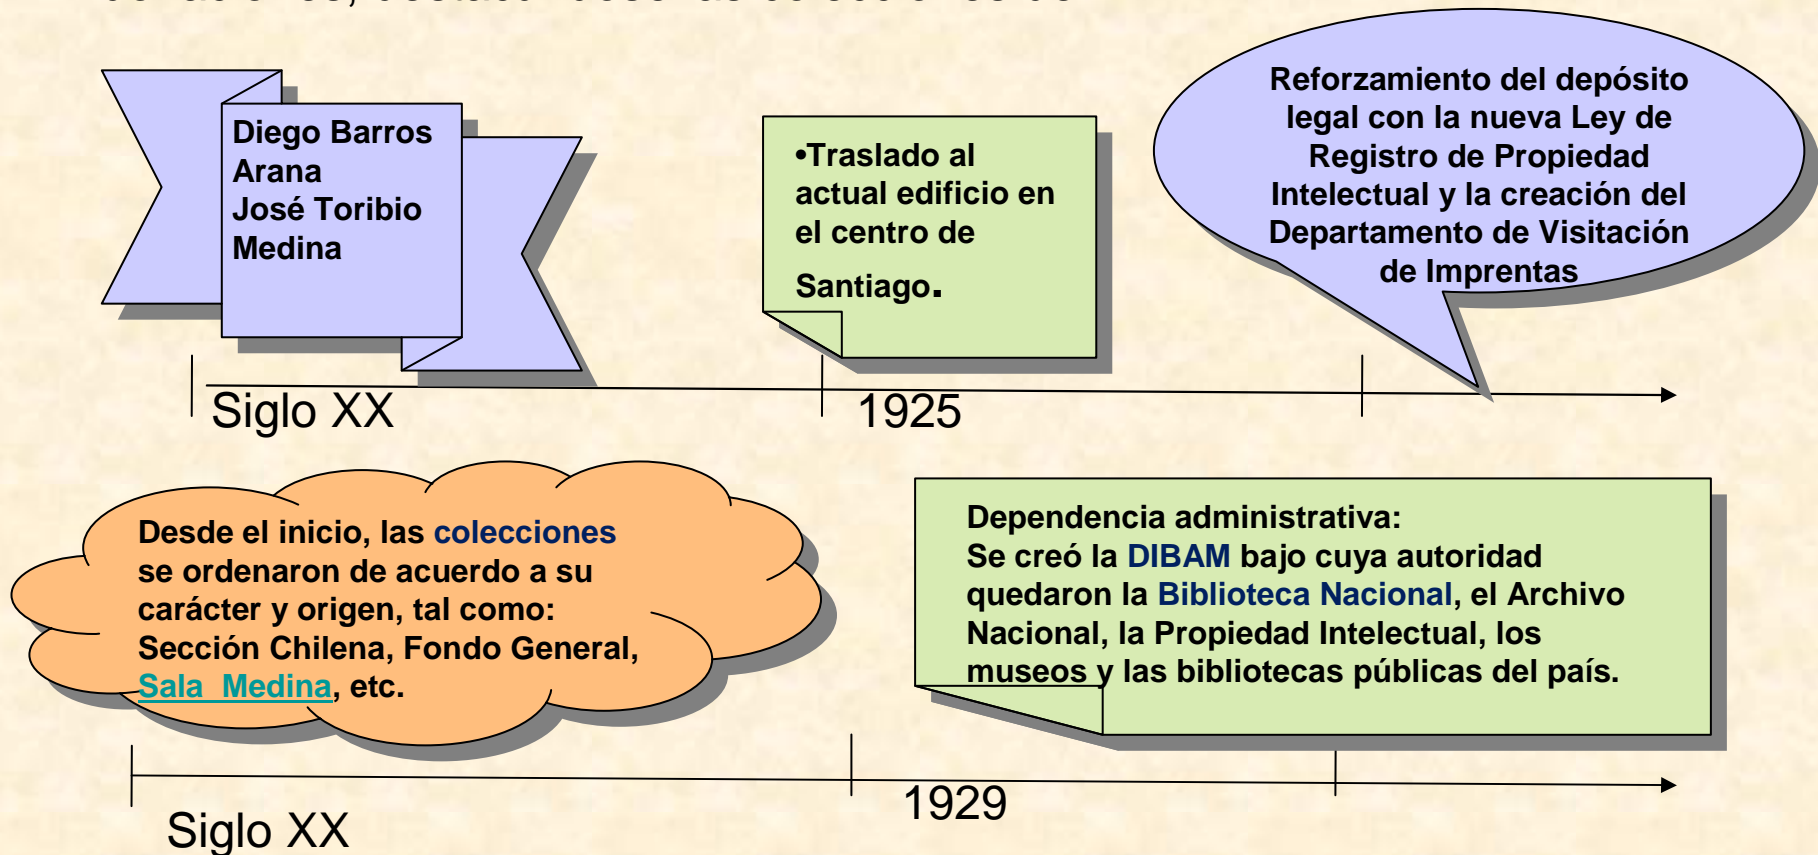 Diego Barros
Arana
José Toribio
Medina
•Traslado al
actual edificio en
el centro de
Santiago.
Reforzamiento del depósito
legal con la nueva Ley de
Registro de Propiedad
Intelectual y la creación del
Departamento de Visitación
de Imprentas
Siglo XX
1925
Desde el inicio, las colecciones
se ordenaron de acuerdo a su
carácter y origen, tal como:
Sección Chilena, Fondo General,
Sala Medina, etc.
Dependencia administrativa:
Se creó la DIBAM bajo cuya autoridad
quedaron la Biblioteca Nacional, el Archivo
Nacional, la Propiedad Intelectual, los
museos y las bibliotecas públicas del país.
Siglo XX
1929